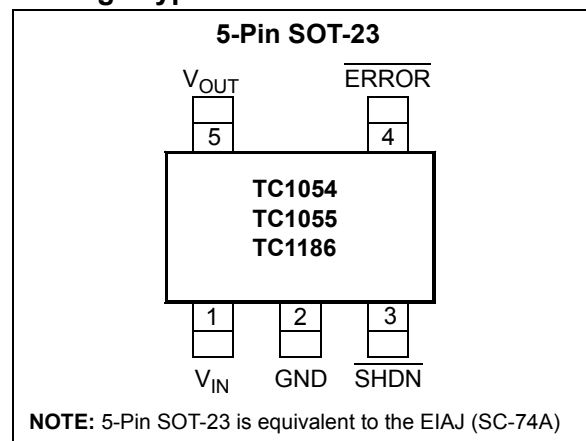 5-Pin SOT-23
VOUT ERROR
5 4
TC1054
TC1055
TC1186
1 2 3
VIN GND SHDN
NOTE: 5-Pin SOT-23 is equivalent to the EIAJ (SC-74A)